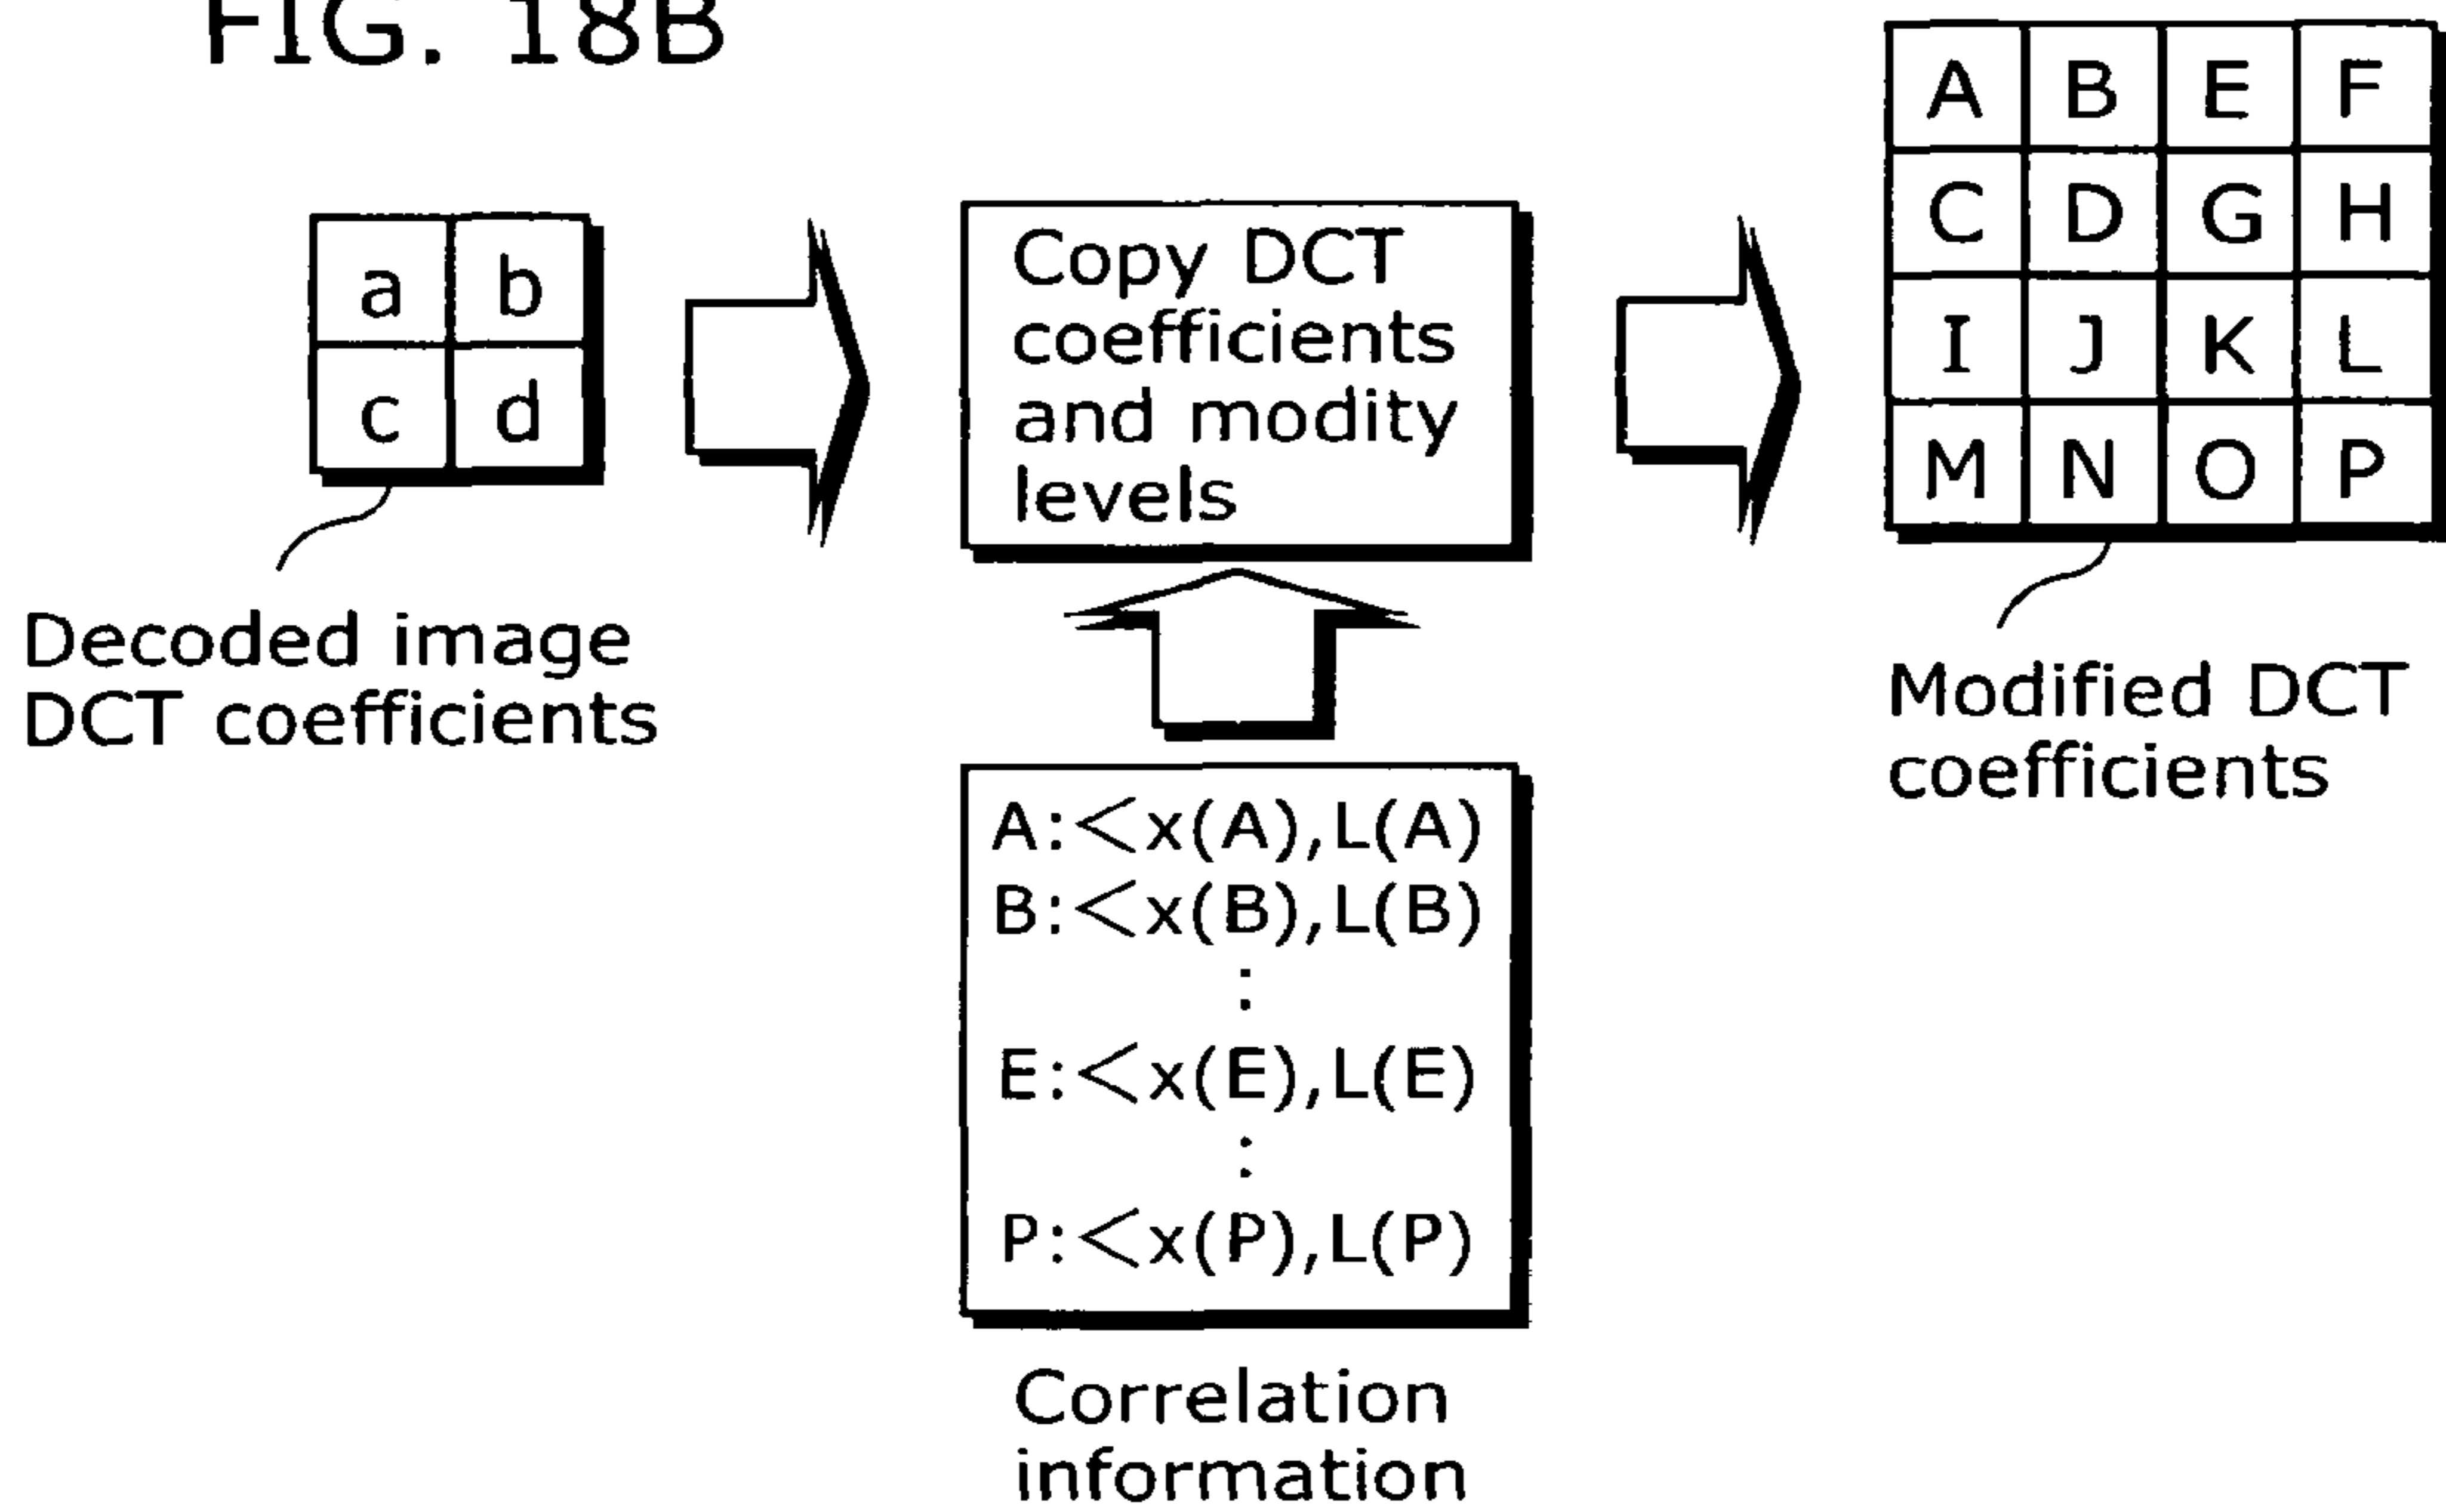 FIG. 18B
a b
c d
Decoded image
DCT coefficients
Copy DCT
coefficients
and modity
levels
A:<x(A),L(A)
B:<x(B),L(B)
:
E:<x(E),L(E)
:
P:<x(P),L(P)
Correlation
information
A B E F
C D G H
I J K L
M N O P
Modified DCT
coefficients